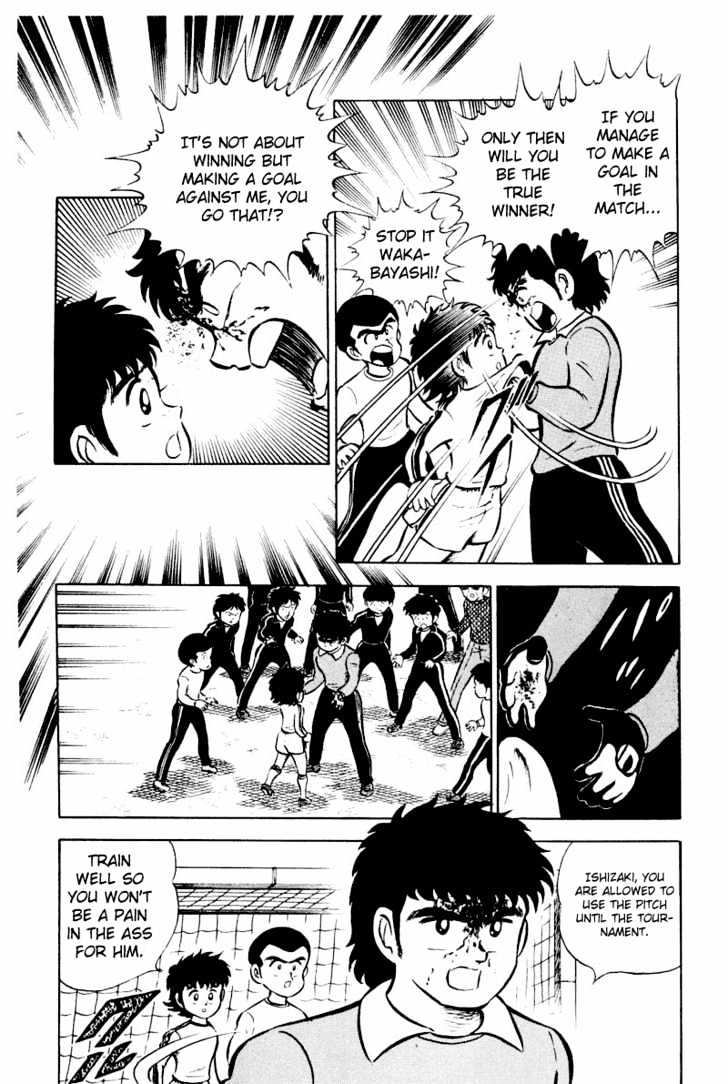 IF YOU
MANAGE
TO MAKE A
GOAL IN
THE
MATCH...
ONLY THEN
WILL YOU
BE THE
TRUE
WINNER!
STOP IT
WAKA-
BAYASHI!
IT'S NOT ABOUT
WINNING BUT
MAKING A GOAL
AGAINST ME, YOU
GO THAT!?
ISHIZAKI, YOU
ARE ALLOWED TO
USE THE PITCH
UNTIL THE TOUR-
NAMENT.
TRAIN
WELL SO
YOU WON'T
BE A PAIN
IN THE ASS
FOR HIM.